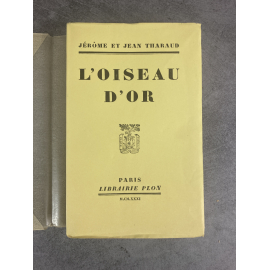 JÉRÔME ET JEAN THARAUD
L'OISEAU
D'OR
PARIS
LIBRAIRIE PLON